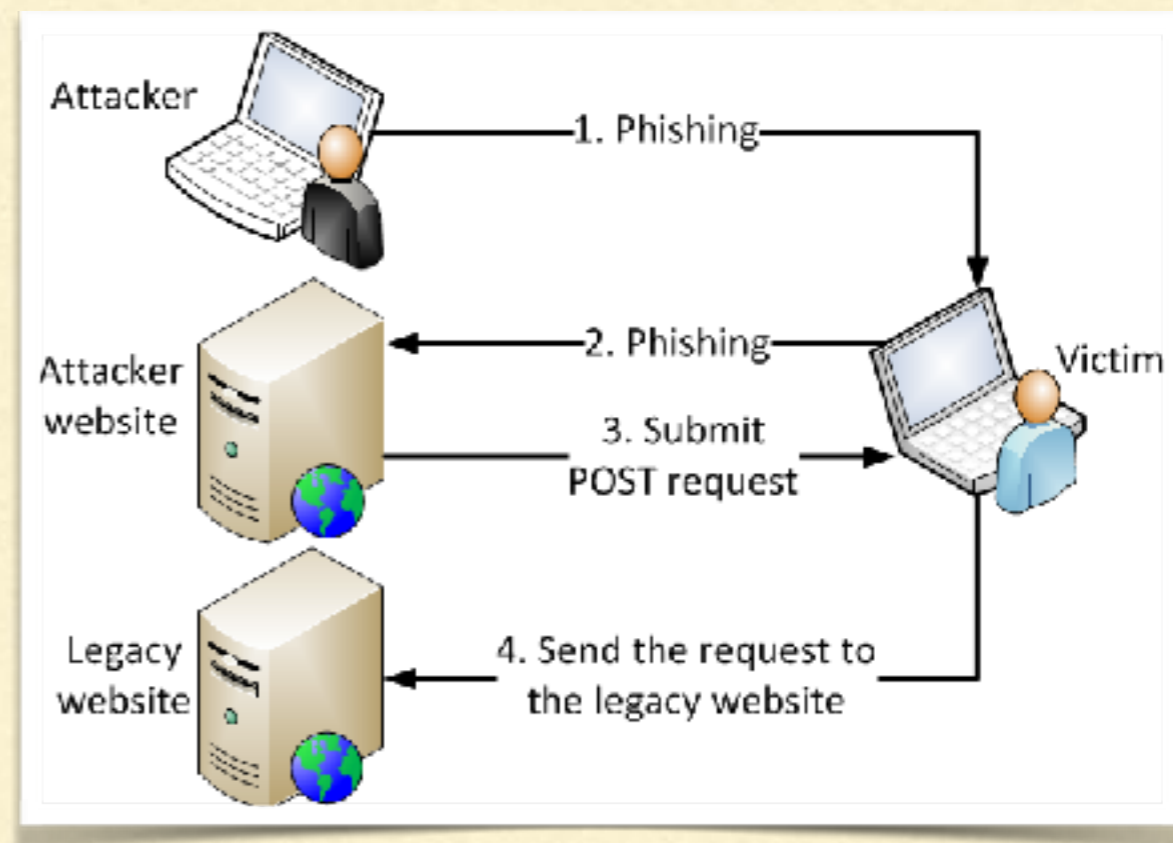 Attacker
1. Phishing
2. Phishing
Attacker
website
Victim
3. Submit
POST request
Legacy
website
4. Send the request to
the legacy website